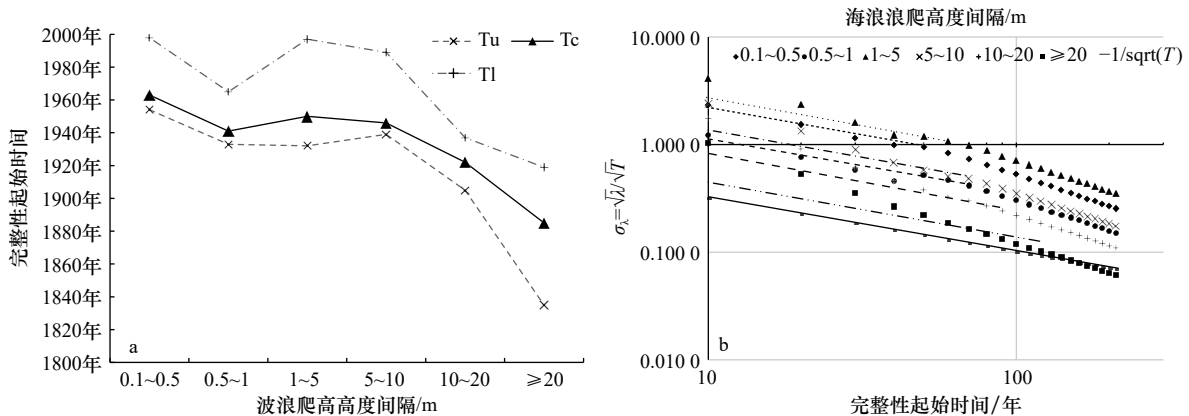 2000年
1980年
1960年
1940年
1920年
1900年
1880年
1860年
1840年
1820年
1800年
完整性起始时间
Tu Tc
Tl
a
0.1~0.5 0.5~1 1~5 5~10 10~20 ≥20
波浪爬高高度间隔/m
海浪浪爬高度间隔/m
10.000 0
1.000 0
0.100 0
0.010 0
σλ=√λ/√T
0.1~0.5 0.5~1 1~5 5~10 10~20 ≥20 −1/sqrt(T)
b
10 100
完整性起始时间/年